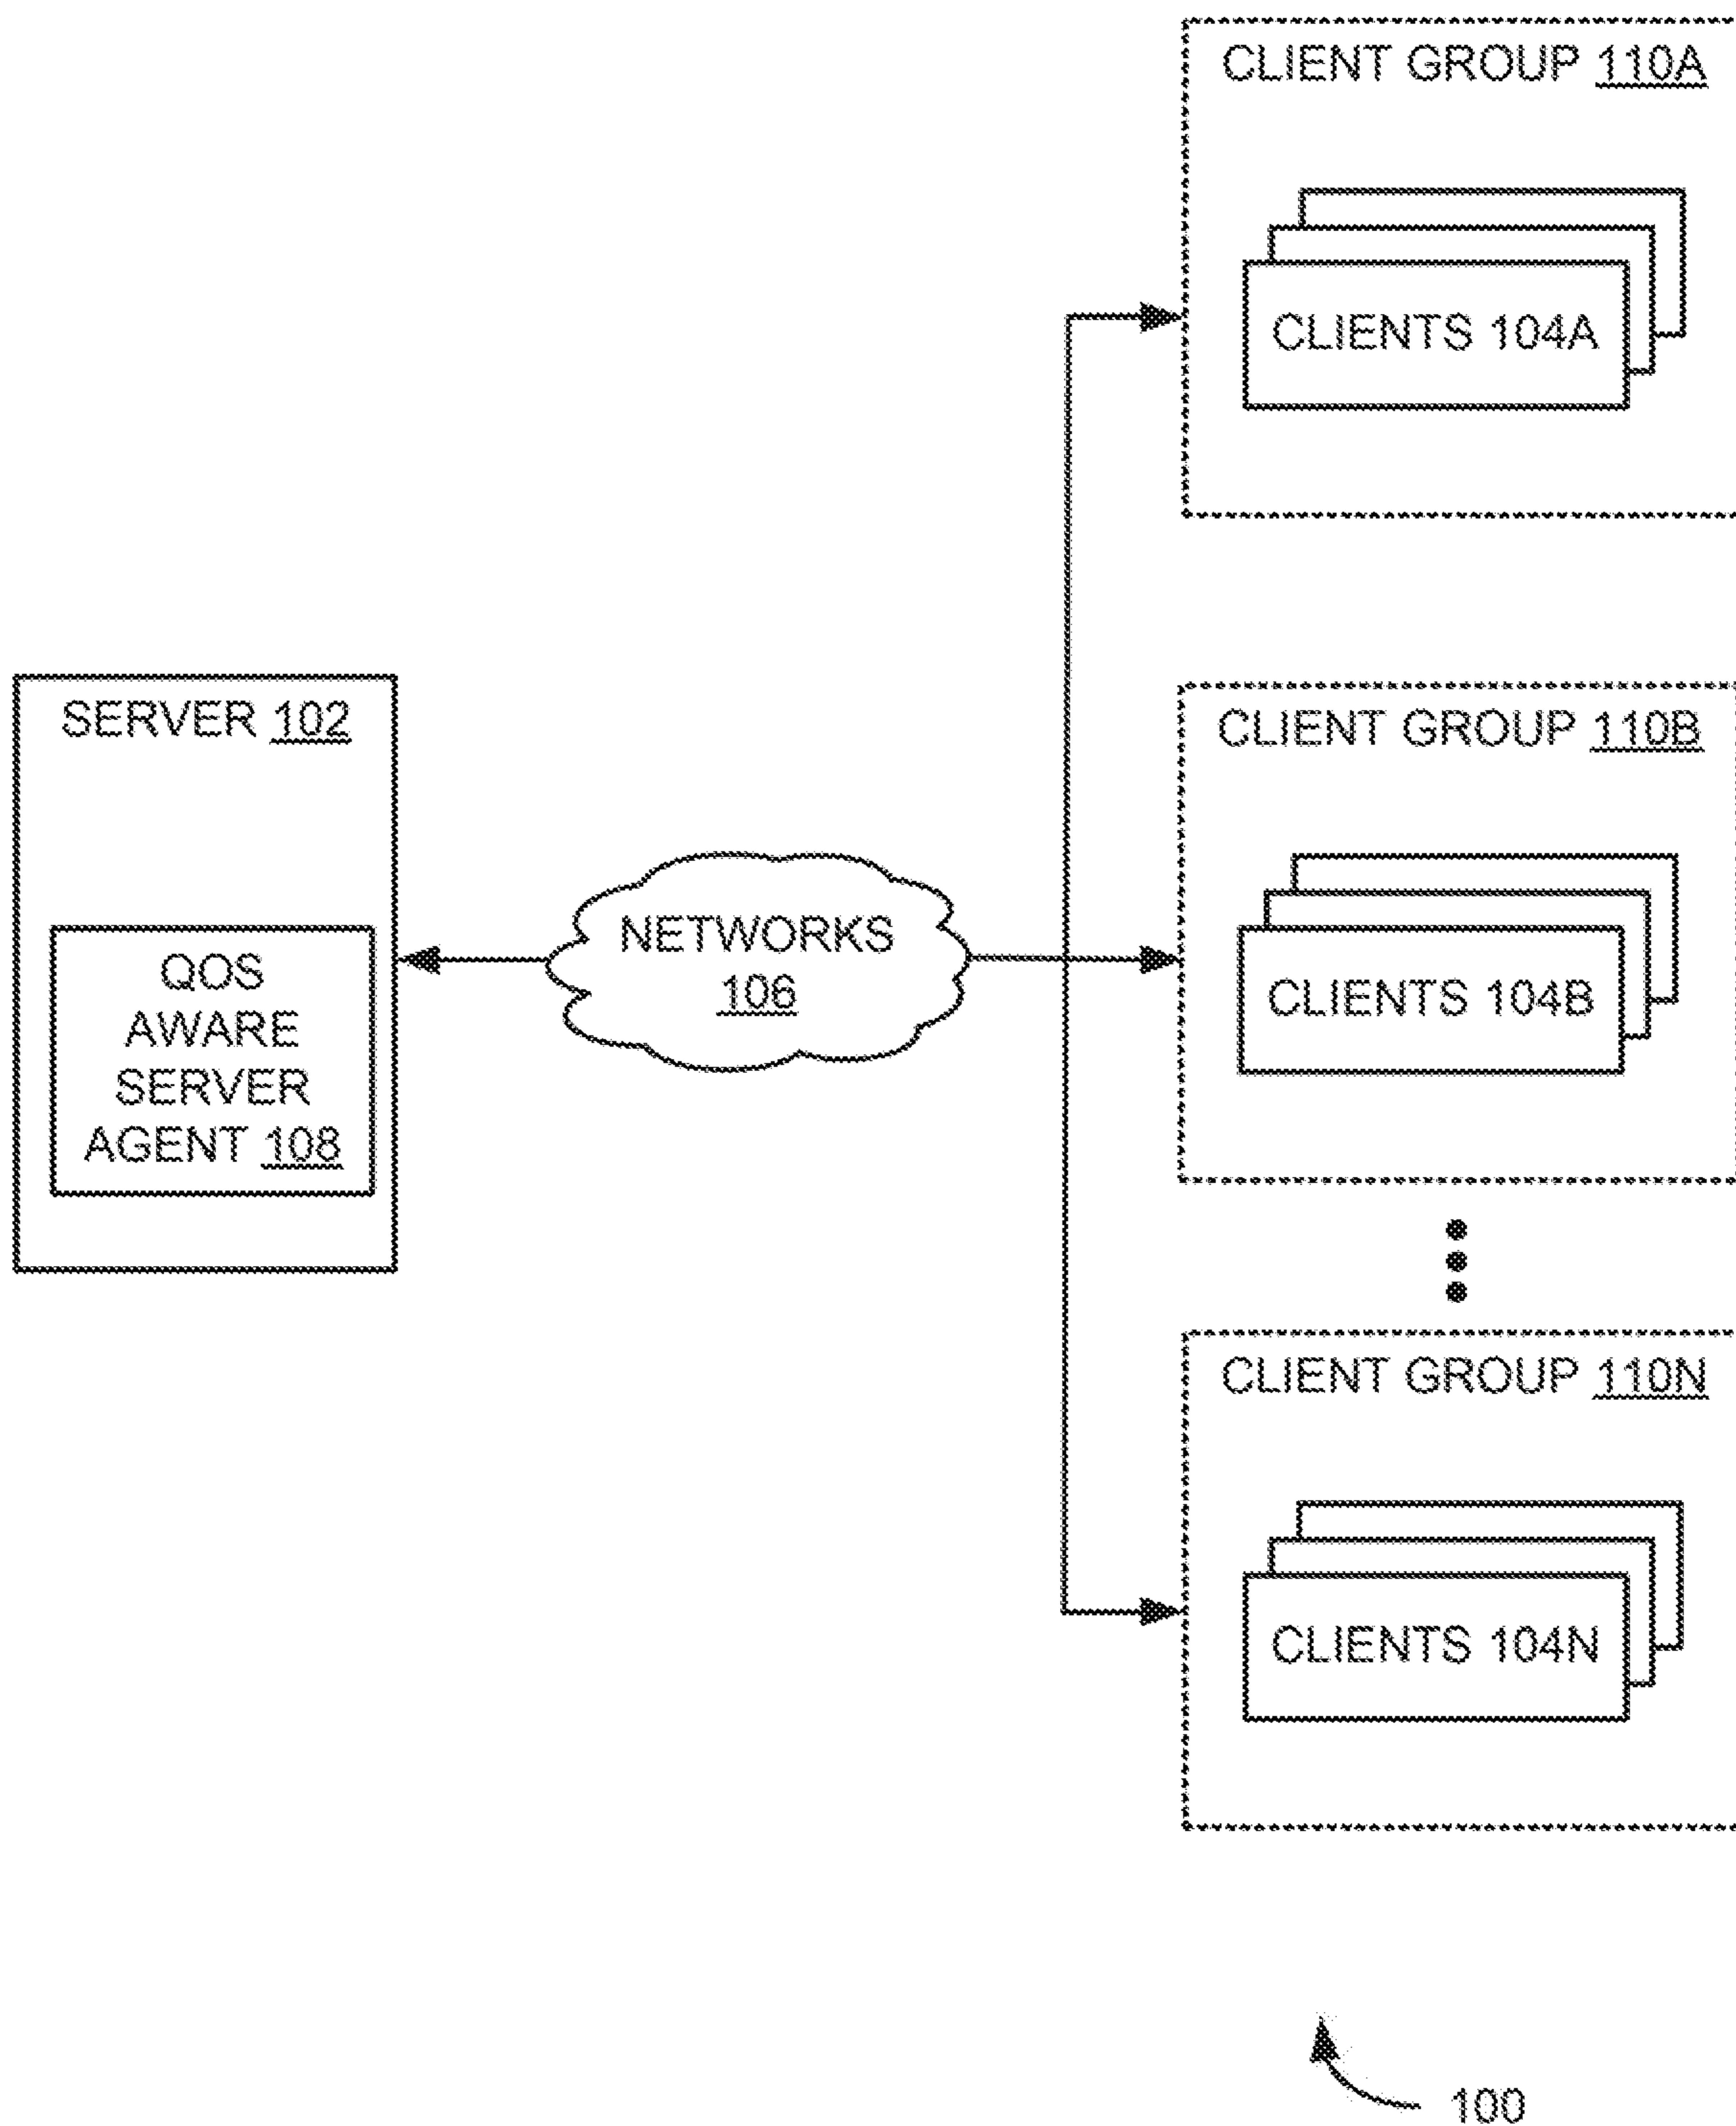 CLIENT GROUP 110A
CLIENTS 104A
SERVER 102
QOS
AWARE
SERVER
AGENT 108
NETWORKS
106
CLIENT GROUP 110B
CLIENTS 104B
CLIENT GROUP 110N
CLIENTS 104N
100